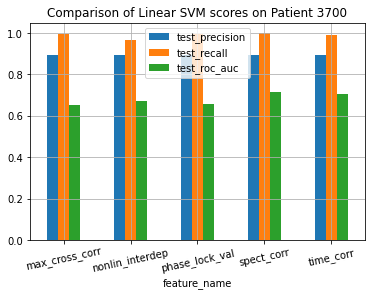 Comparison of Linear SVM scores on Patient 3700
1.0
0.8
0.6
0.4
0.2
0.0
test_precision
test_recall
test_roc_auc
max_cross_corr nonlin_interdep phase_lock_val spect_corr time_corr
feature_name